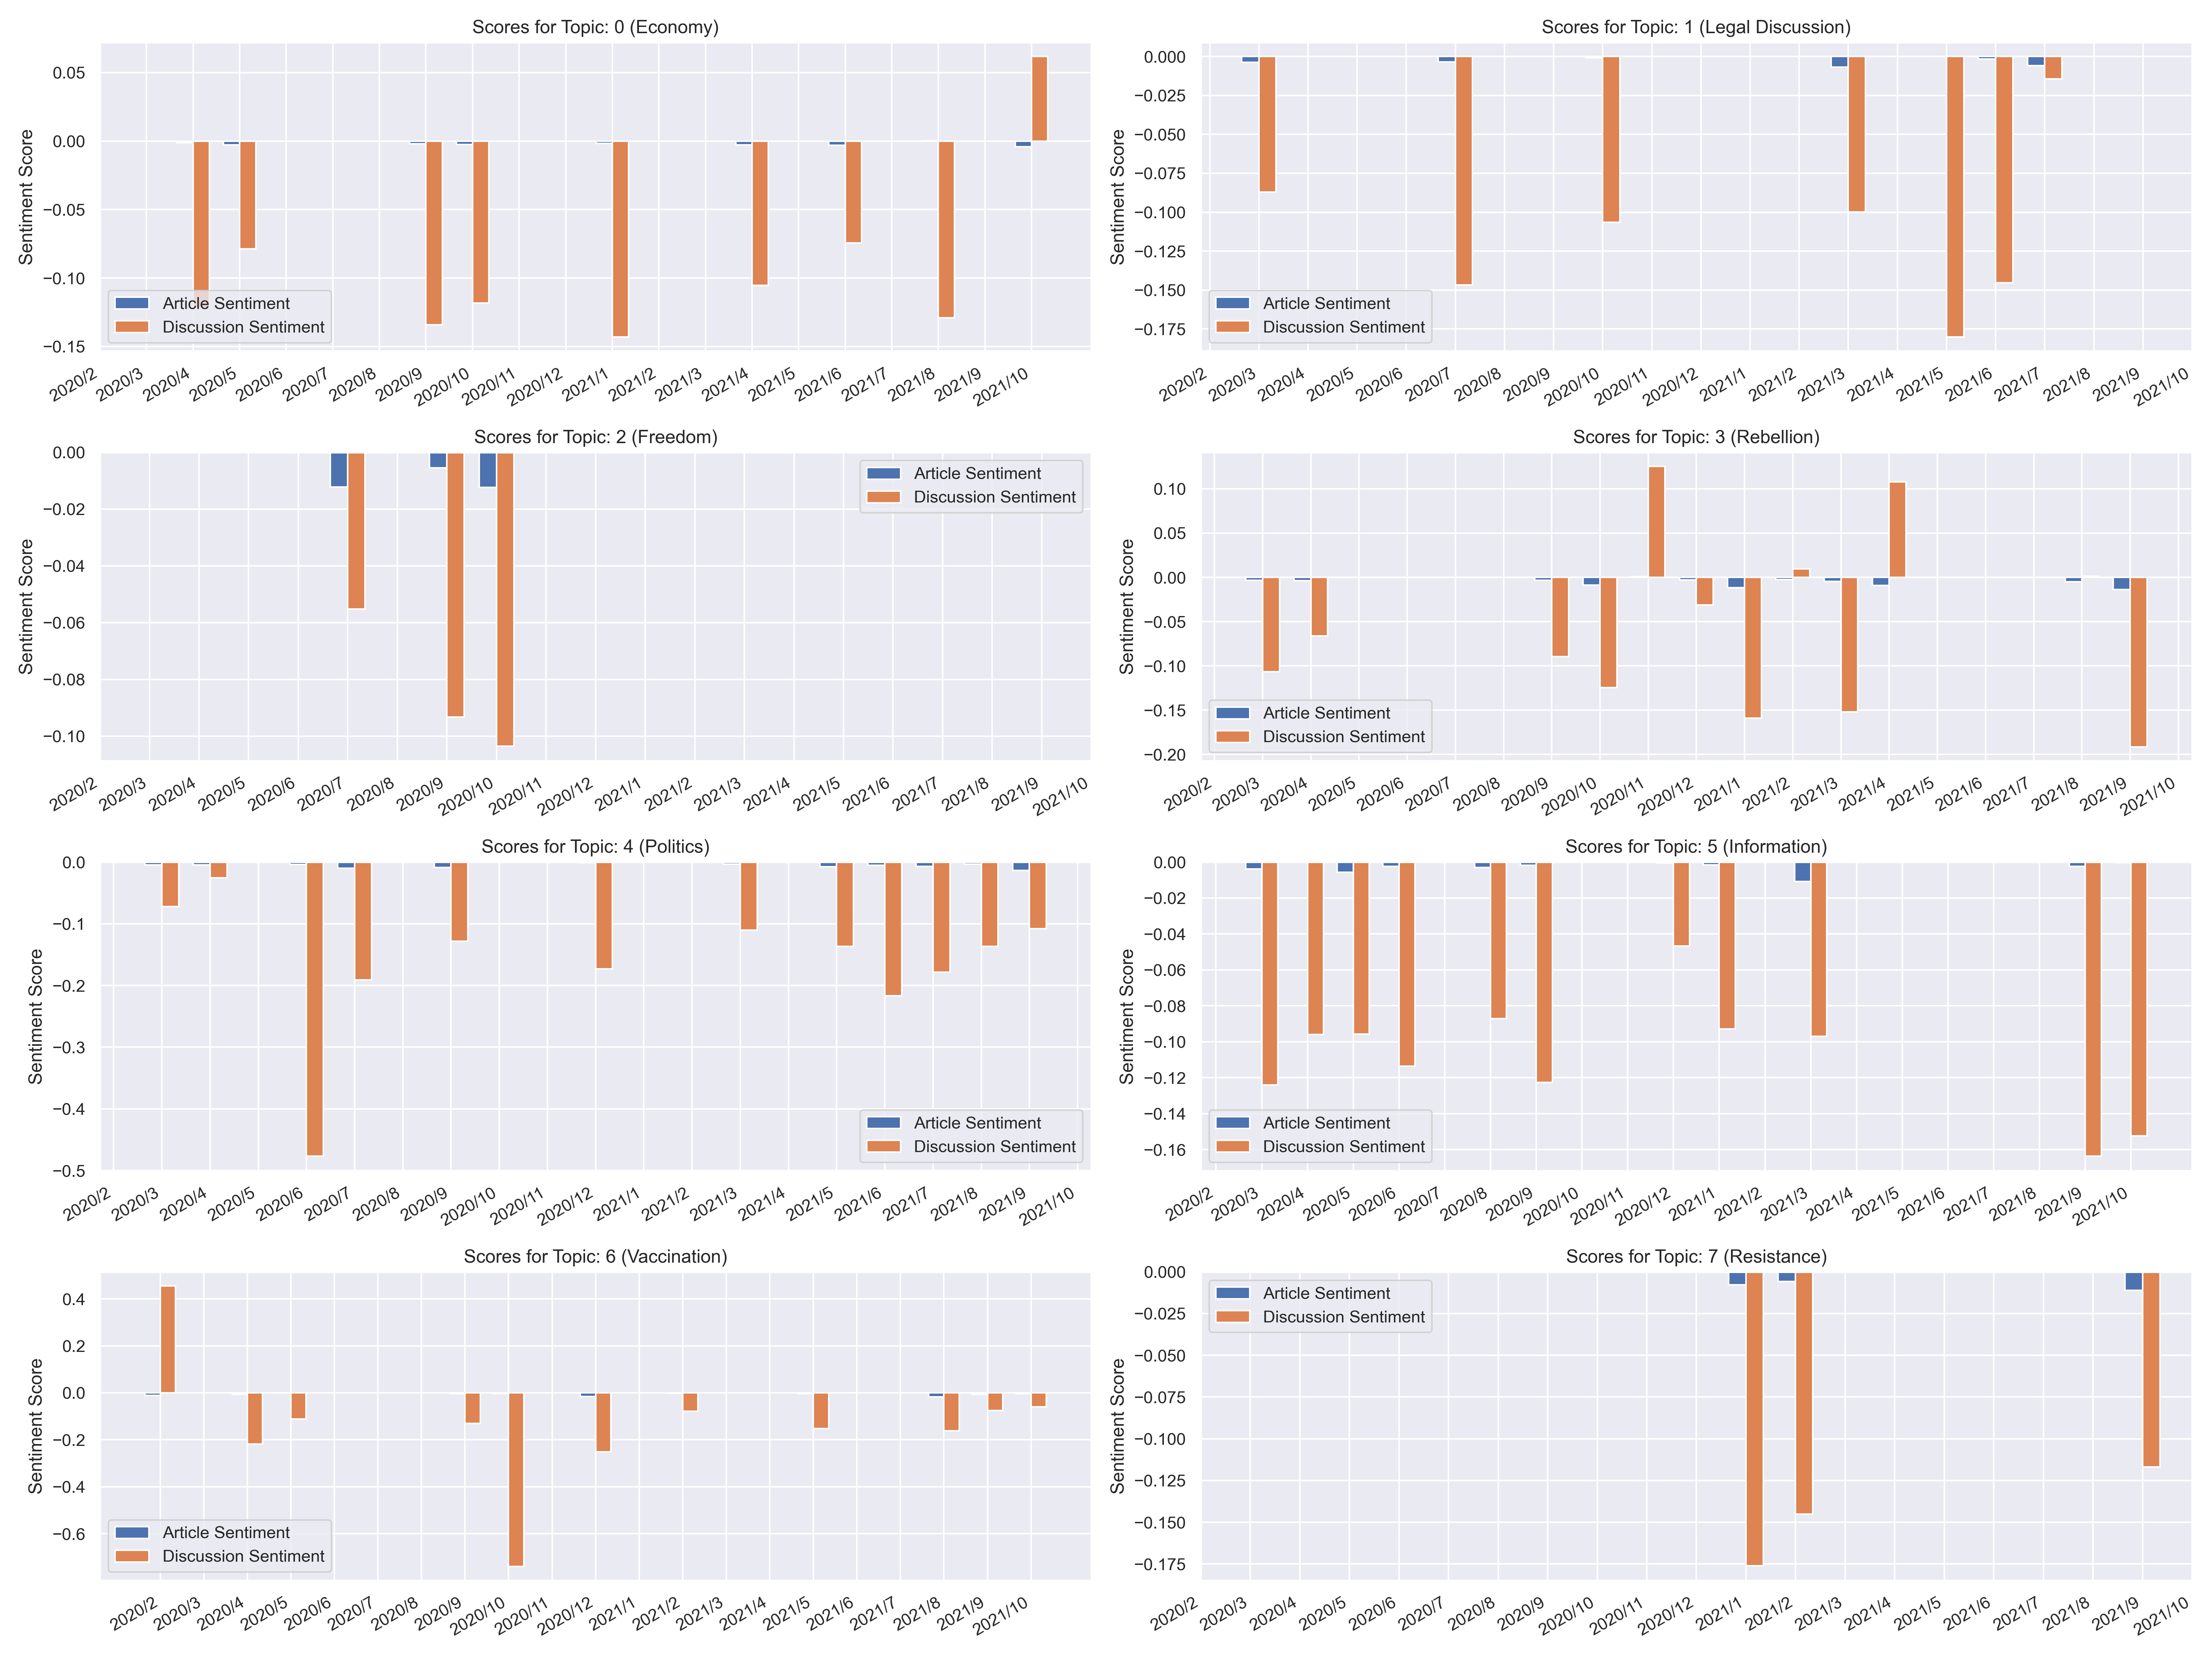 Scores for Topic: 0 (Economy)
Sentiment Score
0.05
0.00
−0.05
−0.10
−0.15
Article Sentiment
Discussion Sentiment
2020/2 2020/3 2020/4 2020/5 2020/6 2020/7 2020/8 2020/9 2020/10 2020/11 2020/12 2021/1 2021/2 2021/3 2021/4 2021/5 2021/6 2021/7 2021/8 2021/9 2021/10
Scores for Topic: 1 (Legal Discussion)
Sentiment Score
0.000
−0.025
−0.050
−0.075
−0.100
−0.125
−0.150
−0.175
Article Sentiment
Discussion Sentiment
2020/2 2020/3 2020/4 2020/5 2020/6 2020/7 2020/8 2020/9 2020/10 2020/11 2020/12 2021/1 2021/2 2021/3 2021/4 2021/5 2021/6 2021/7 2021/8 2021/9 2021/10
Scores for Topic: 2 (Freedom)
Sentiment Score
0.00
−0.02
−0.04
−0.06
−0.08
−0.10
Article Sentiment
Discussion Sentiment
2020/2 2020/3 2020/4 2020/5 2020/6 2020/7 2020/8 2020/9 2020/10 2020/11 2020/12 2021/1 2021/2 2021/3 2021/4 2021/5 2021/6 2021/7 2021/8 2021/9 2021/10
Scores for Topic: 3 (Rebellion)
Sentiment Score
0.10
0.05
0.00
−0.05
−0.10
−0.15
−0.20
Article Sentiment
Discussion Sentiment
2020/2 2020/3 2020/4 2020/5 2020/6 2020/7 2020/8 2020/9 2020/10 2020/11 2020/12 2021/1 2021/2 2021/3 2021/4 2021/5 2021/6 2021/7 2021/8 2021/9 2021/10
Scores for Topic: 4 (Politics)
Sentiment Score
0.0
−0.1
−0.2
−0.3
−0.4
−0.5
Article Sentiment
Discussion Sentiment
2020/2 2020/3 2020/4 2020/5 2020/6 2020/7 2020/8 2020/9 2020/10 2020/11 2020/12 2021/1 2021/2 2021/3 2021/4 2021/5 2021/6 2021/7 2021/8 2021/9 2021/10
Scores for Topic: 5 (Information)
Sentiment Score
0.00
−0.02
−0.04
−0.06
−0.08
−0.10
−0.12
−0.14
−0.16
Article Sentiment
Discussion Sentiment
2020/2 2020/3 2020/4 2020/5 2020/6 2020/7 2020/8 2020/9 2020/10 2020/11 2020/12 2021/1 2021/2 2021/3 2021/4 2021/5 2021/6 2021/7 2021/8 2021/9 2021/10
Scores for Topic: 6 (Vaccination)
Sentiment Score
0.4
0.2
0.0
−0.2
−0.4
−0.6
Article Sentiment
Discussion Sentiment
2020/2 2020/3 2020/4 2020/5 2020/6 2020/7 2020/8 2020/9 2020/10 2020/11 2020/12 2021/1 2021/2 2021/3 2021/4 2021/5 2021/6 2021/7 2021/8 2021/9 2021/10
Scores for Topic: 7 (Resistance)
Sentiment Score
0.000
−0.025
−0.050
−0.075
−0.100
−0.125
−0.150
−0.175
Article Sentiment
Discussion Sentiment
2020/2 2020/3 2020/4 2020/5 2020/6 2020/7 2020/8 2020/9 2020/10 2020/11 2020/12 2021/1 2021/2 2021/3 2021/4 2021/5 2021/6 2021/7 2021/8 2021/9 2021/10